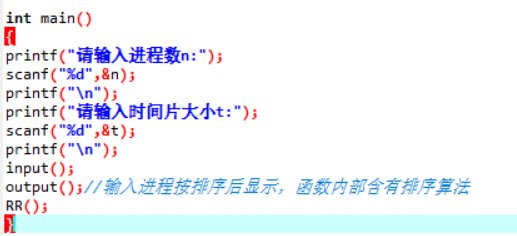 int main()
{
printf("请输入进程数n:");
scanf("%d",&n);
printf("\n");
printf("请输入时间片大小t:");
scanf("%d",&t);
printf("\n");
input();
output();//输入进程按排序后显示，函数内部含有排序算法
RR();
}